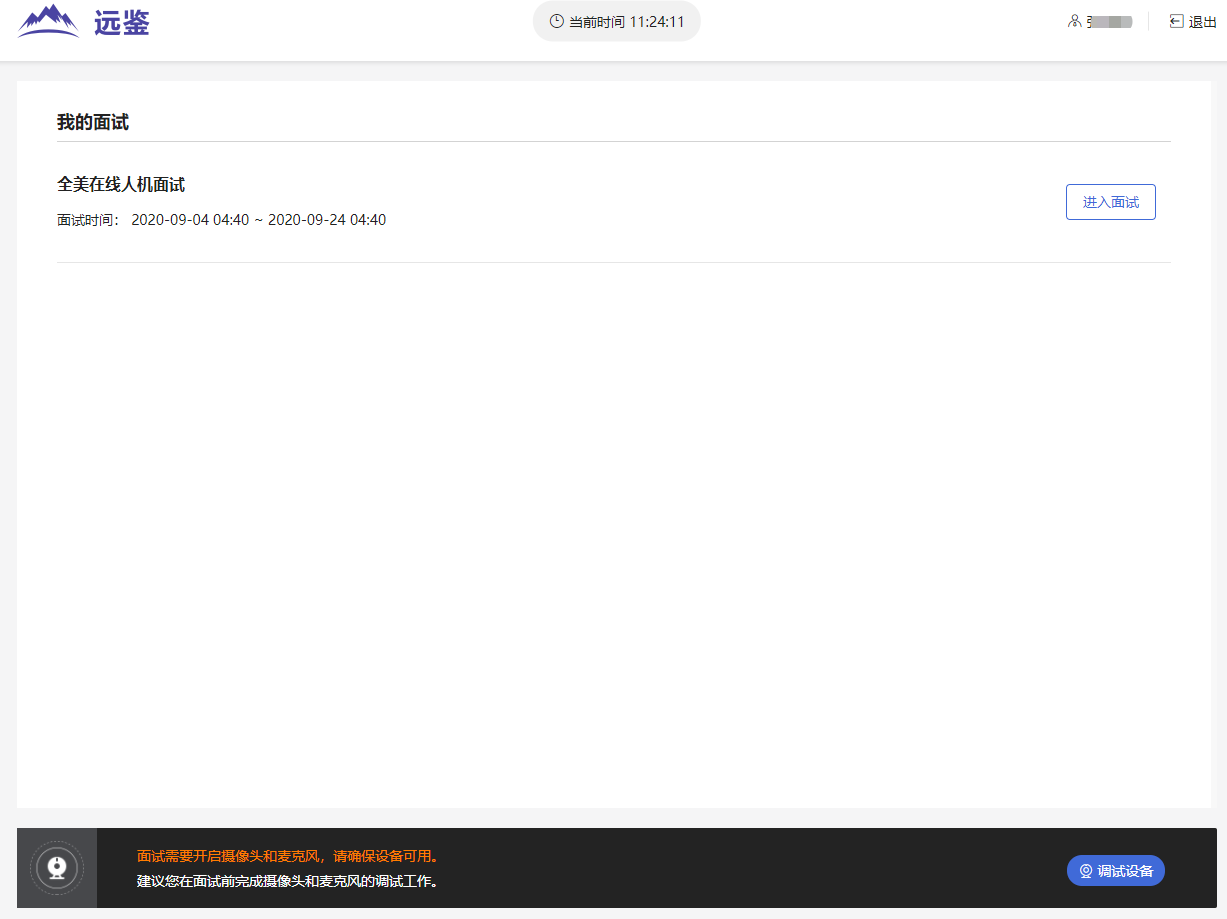 远鉴
当前时间 11:24:11
退出
我的面试
全美在线人机面试
面试时间： 2020-09-04 04:40 ~ 2020-09-24 04:40
进入面试
面试需要开启摄像头和麦克风，请确保设备可用。
建议您在面试前完成摄像头和麦克风的调试工作。
调试设备